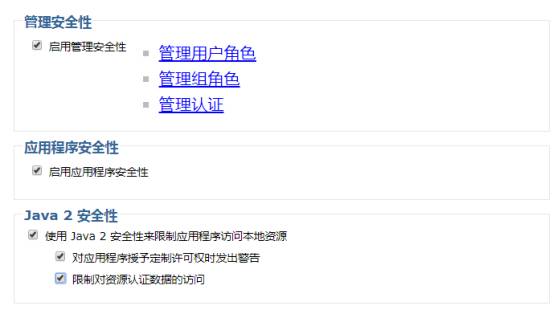 管理安全性
启用管理安全性
管理用户角色
管理组角色
管理认证
应用程序安全性
启用应用程序安全性
Java 2 安全性
使用 Java 2 安全性来限制应用程序访问本地资源
对应用程序授予定制许可权时发出警告
限制对资源认证数据的访问